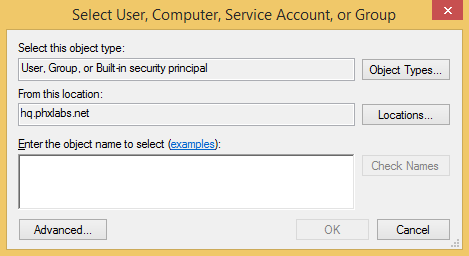 Select User, Computer, Service Account, or Group
Select this object type:
User, Group, or Built-in security principal
Object Types...
From this location:
hq.phxlabs.net
Locations...
Enter the object name to select (examples):
Check Names
Advanced...
OK
Cancel